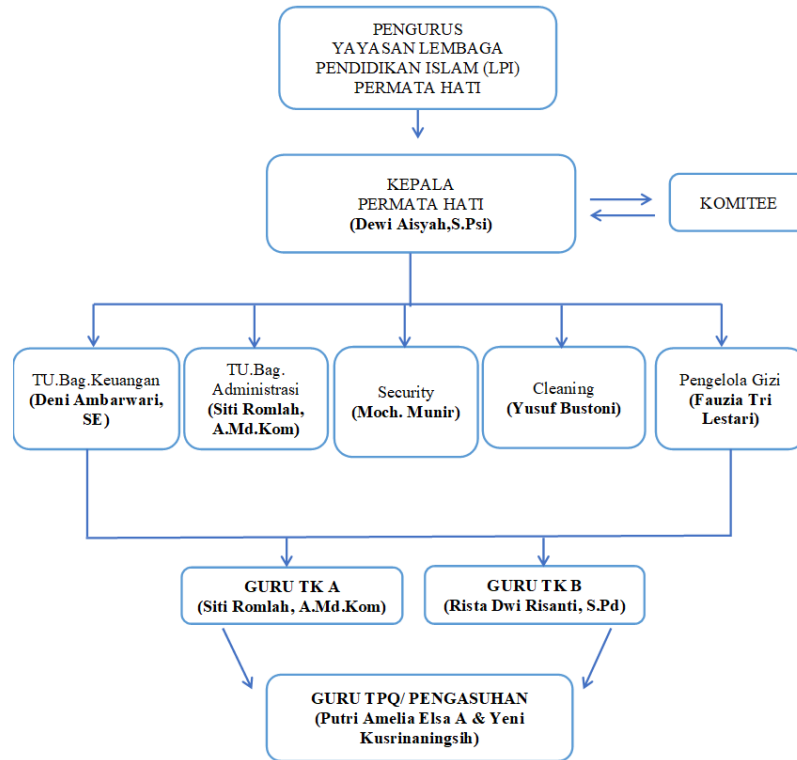 PENGURUS
YAYASAN LEMBAGA
PENDIDIKAN ISLAM (LPI)
PERMATA HATI
KEPALA
PERMATA HATI
(Dewi Aisyah,S.Psi)
KOMITEE
TU.Bag.Keuangan
(Deni Ambarwari,
SE)
TU.Bag.
Administrasi
(Siti Romlah,
A.Md.Kom)
Security
(Moch. Munir)
Cleaning
(Yusuf Bustoni)
Pengelola Gizi
(Fauzia Tri
Lestari)
GURU TK A
(Siti Romlah, A.Md.Kom)
GURU TK B
(Rista Dwi Risanti, S.Pd)
GURU TPQ/ PENGASUHAN
(Putri Amelia Elsa A & Yeni
Kusrinaningsih)